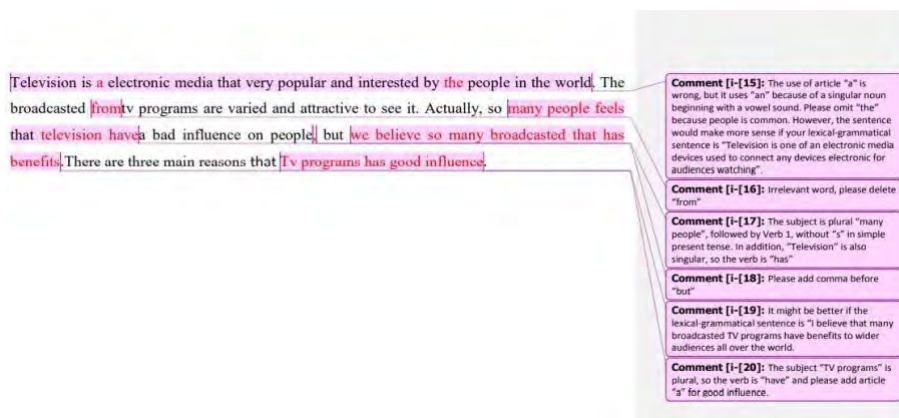 Television is a electronic media that very popular and interested by the people in the world. The
broadcasted fromtv programs are varied and attractive to see it. Actually, so many people feels
that television havea bad influence on people, but we believe so many broadcasted that has
benefits.There are three main reasons that Tv programs has good influence.
Comment [i-[15]: The use of article "a" is
wrong, but it uses "an" because of a singular noun
beginning with a vowel sound. Please omit "the"
because people is common. However, the sentence
would make more sense if your lexical-grammatical
sentence is "Television is one of an electronic media
devices used to connect any devices electronic for
audiences watching".
Comment [i-[16]: Irrelevant word, please delete
"from"
Comment [i-[17]: The subject is plural "many
people", followed by Verb 1, without "s" in simple
present tense. In addition, "Television" is also
singular, so the verb is "has"
Comment [i-[18]: Please add comma before
"but"
Comment [i-[19]: It might be better if the
lexical-grammatical sentence is "I believe that many
broadcasted TV programs have benefits to wider
audiences all over the world.
Comment [i-[20]: The subject "TV programs" is
plural, so the verb is "have" and please add article
"a" for good influence.